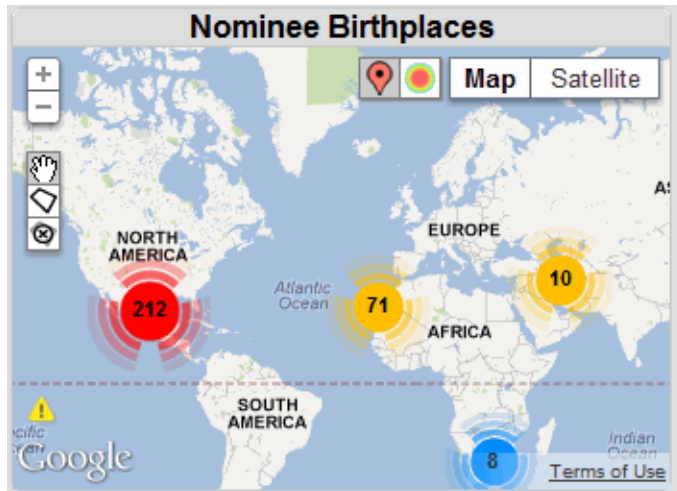 Nominee Birthplaces
+
−
Map
Satellite
NORTH
AMERICA
EUROPE
Atlantic
Ocean
AFRICA
SOUTH
AMERICA
212
71
10
8
Indian
Ocean
Google
Terms of Use